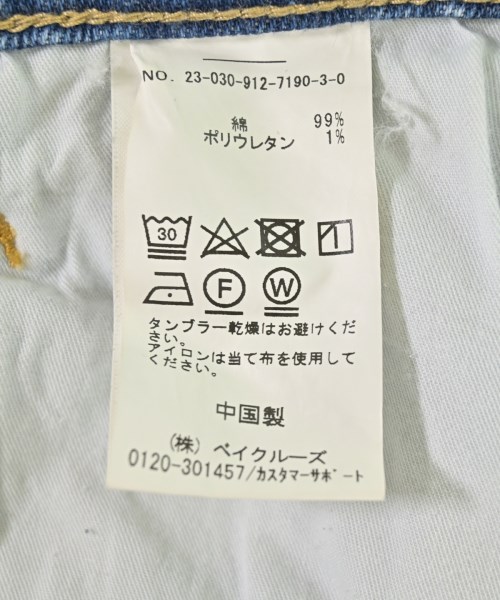 NO. 23-030-912-7190-3-0
綿 99%
ポリウレタン 1%
30
F W
タンブラー乾燥はお避けくだ
さい。
アイロンは当て布を使用して
ください。
中国製
(株) ベイクルーズ
0120-301457/カスタマーサポート